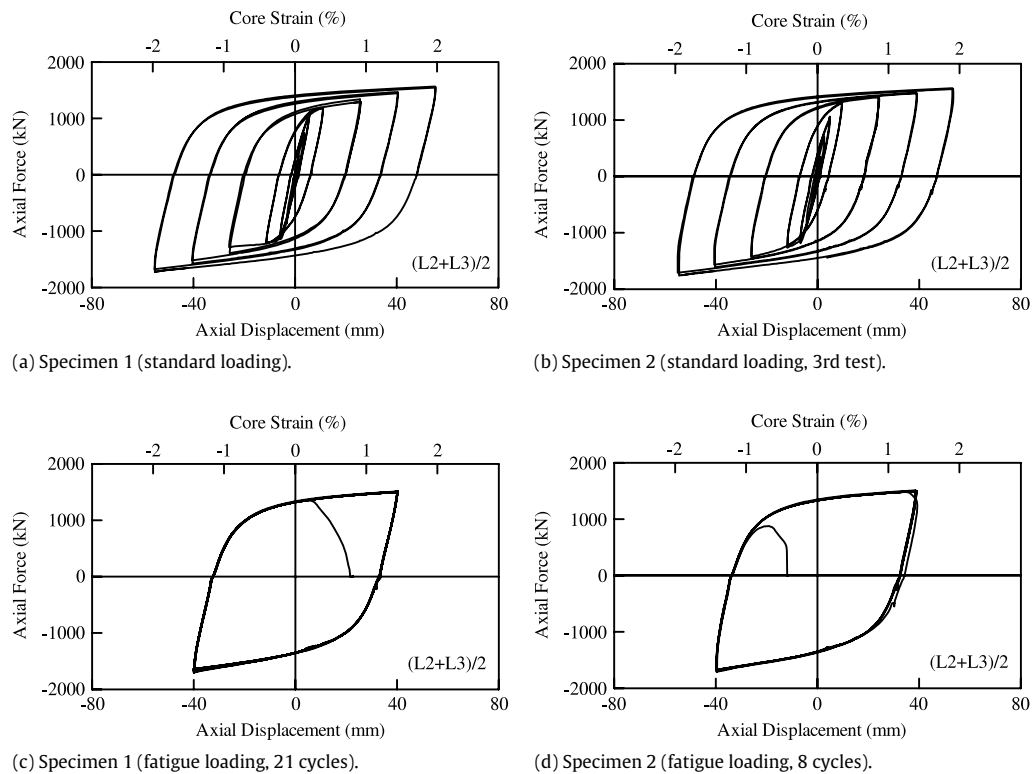 Core Strain (%)
-2 -1 0 1 2
2000
1000
0
-1000
-2000
Axial Force (kN)
(L2+L3)/2
-80 -40 0 40 80
Axial Displacement (mm)
(a) Specimen 1 (standard loading).
Core Strain (%)
-2 -1 0 1 2
2000
1000
0
-1000
-2000
Axial Force (kN)
(L2+L3)/2
-80 -40 0 40 80
Axial Displacement (mm)
(b) Specimen 2 (standard loading, 3rd test).
Core Strain (%)
-2 -1 0 1 2
2000
1000
0
-1000
-2000
Axial Force (kN)
(L2+L3)/2
-80 -40 0 40 80
Axial Displacement (mm)
(c) Specimen 1 (fatigue loading, 21 cycles).
Core Strain (%)
-2 -1 0 1 2
2000
1000
0
-1000
-2000
Axial Force (kN)
(L2+L3)/2
-80 -40 0 40 80
Axial Displacement (mm)
(d) Specimen 2 (fatigue loading, 8 cycles).